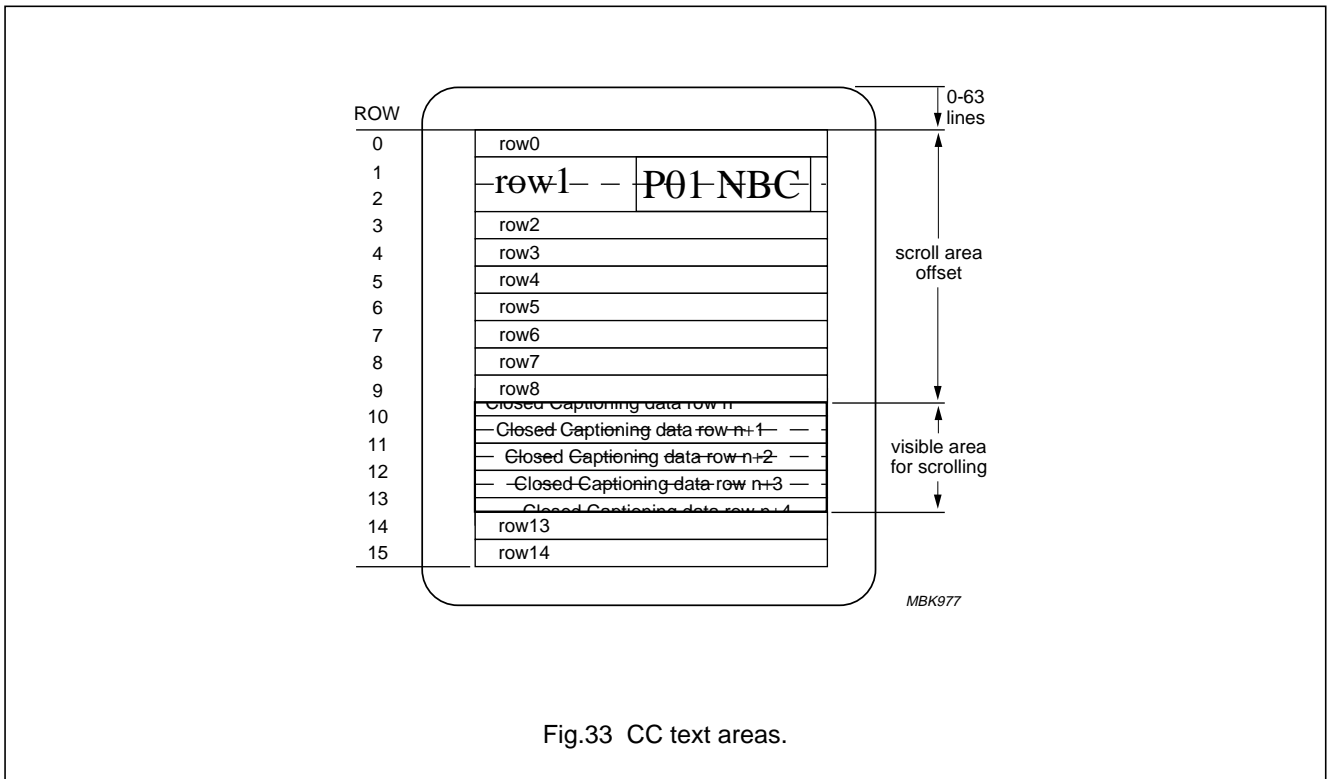 0-63
lines
ROW
0 row0
1
row1 P01 NBC
2
3 row2
4 row3
5 row4
scroll area
offset
6 row5
7 row6
8 row7
9 row8
Closed Captioning data row n
10
Closed Captioning data row n+1
11
Closed Captioning data row n+2
visible area
for scrolling
12
Closed Captioning data row n+3
13
Closed Captioning data row n+4
14 row13
15 row14
MBK977
Fig.33 CC text areas.